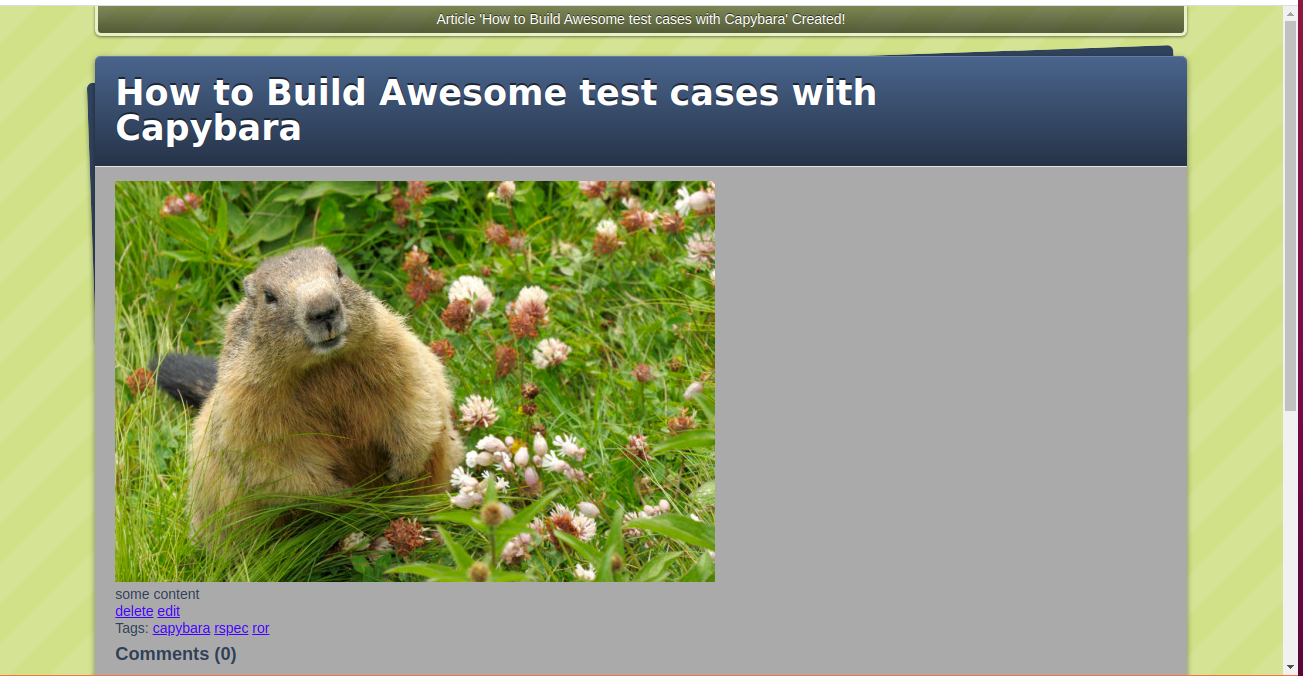 Article 'How to Build Awesome test cases with Capybara' Created!
How to Build Awesome test cases with
Capybara
some content
delete edit
Tags: capybara rspec ror
Comments (0)